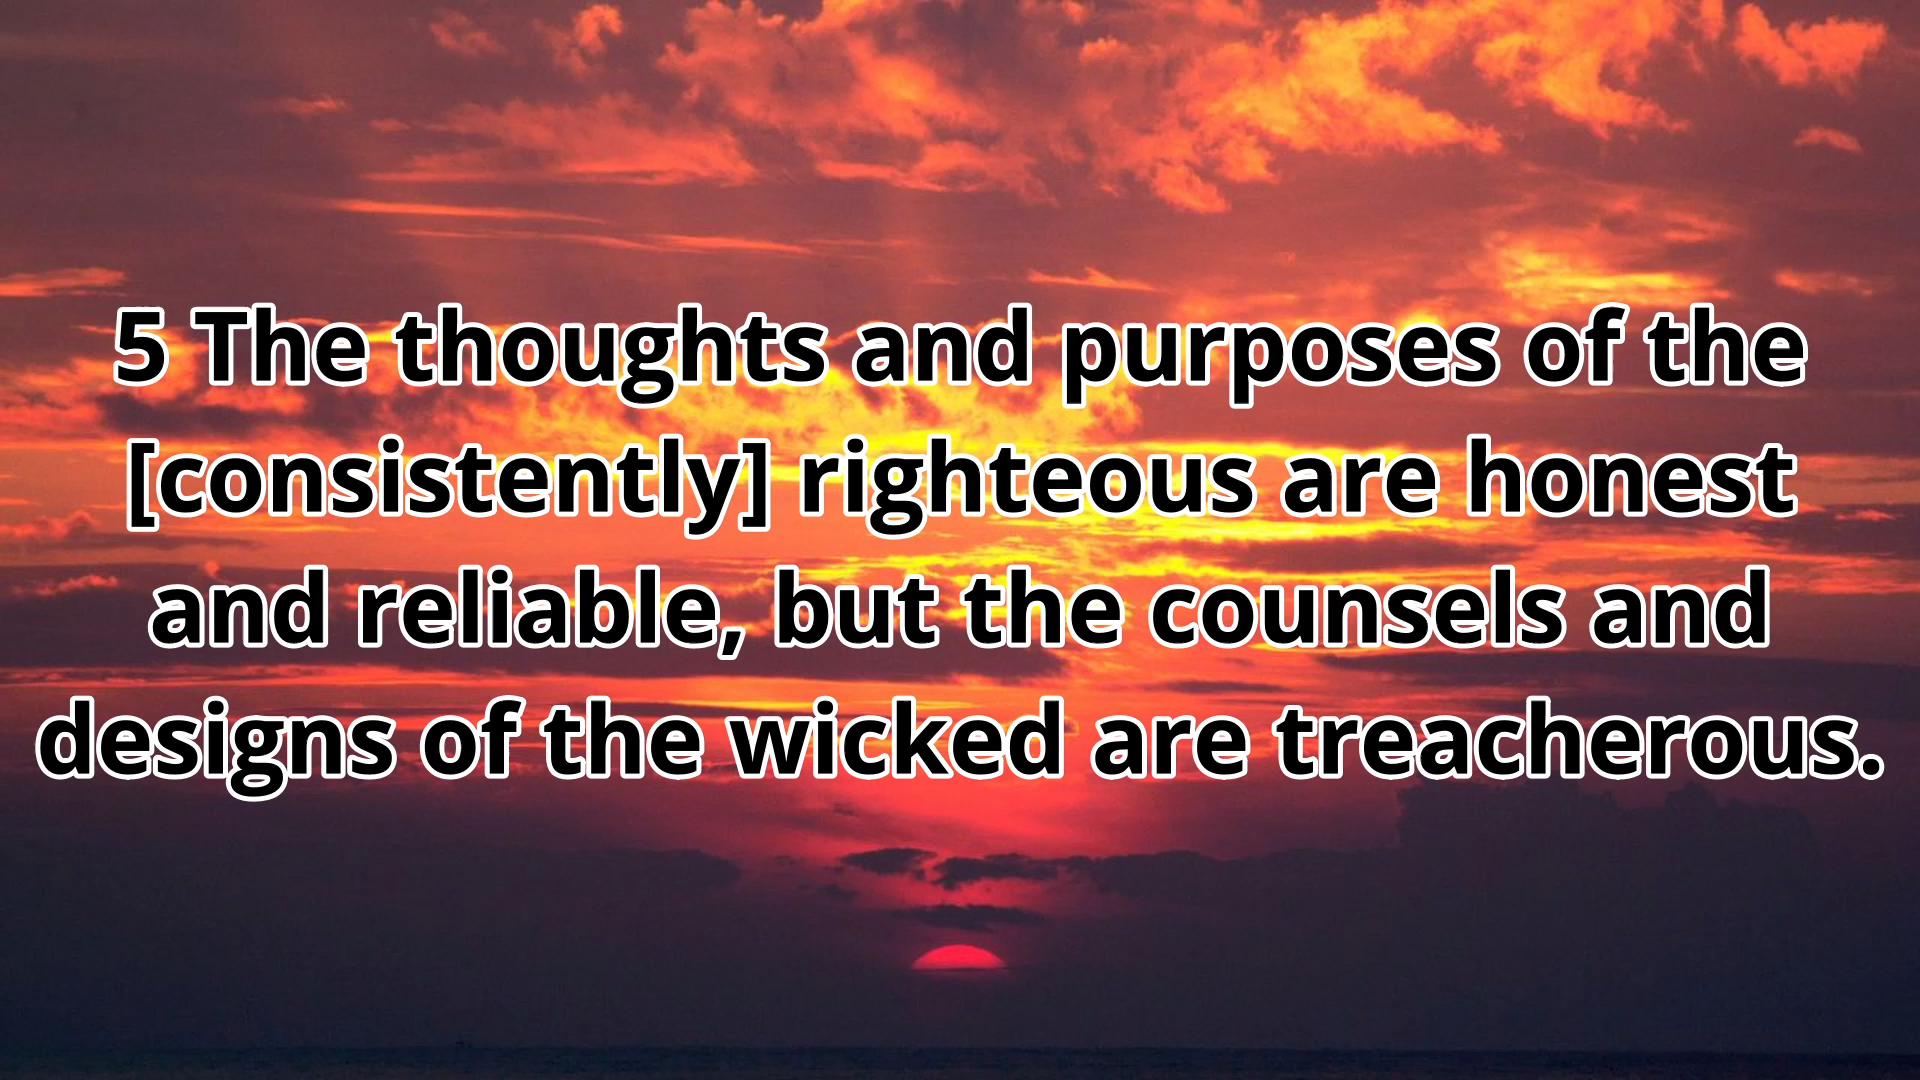 5 The thoughts and purposes of the
[consistently] righteous are honest
and reliable, but the counsels and
designs of the wicked are treacherous.